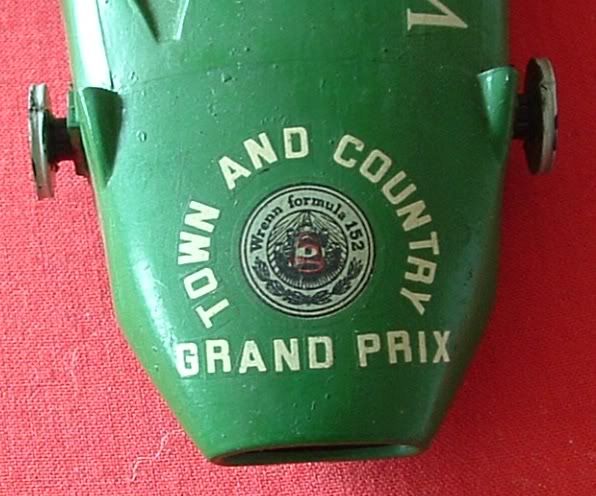 TOWN AND COUNTRY
Wrenn formula 152
GRAND PRIX